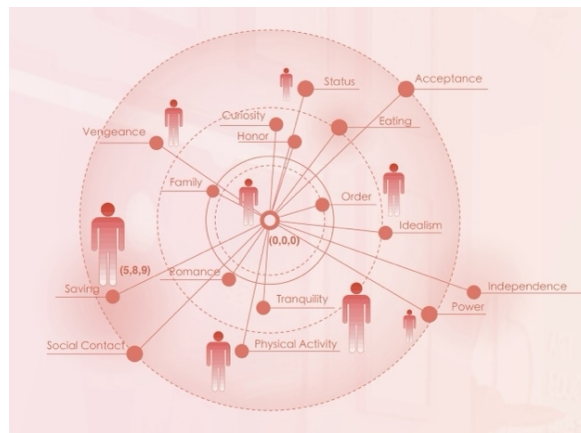 Status
Acceptance
Curiosity
Eating
Vengeance
Honor
Family
Order
Idealism
(0,0,0)
(5,8,9)
Romance
Saving
Independence
Tranquility
Power
Social Contact
Physical Activity